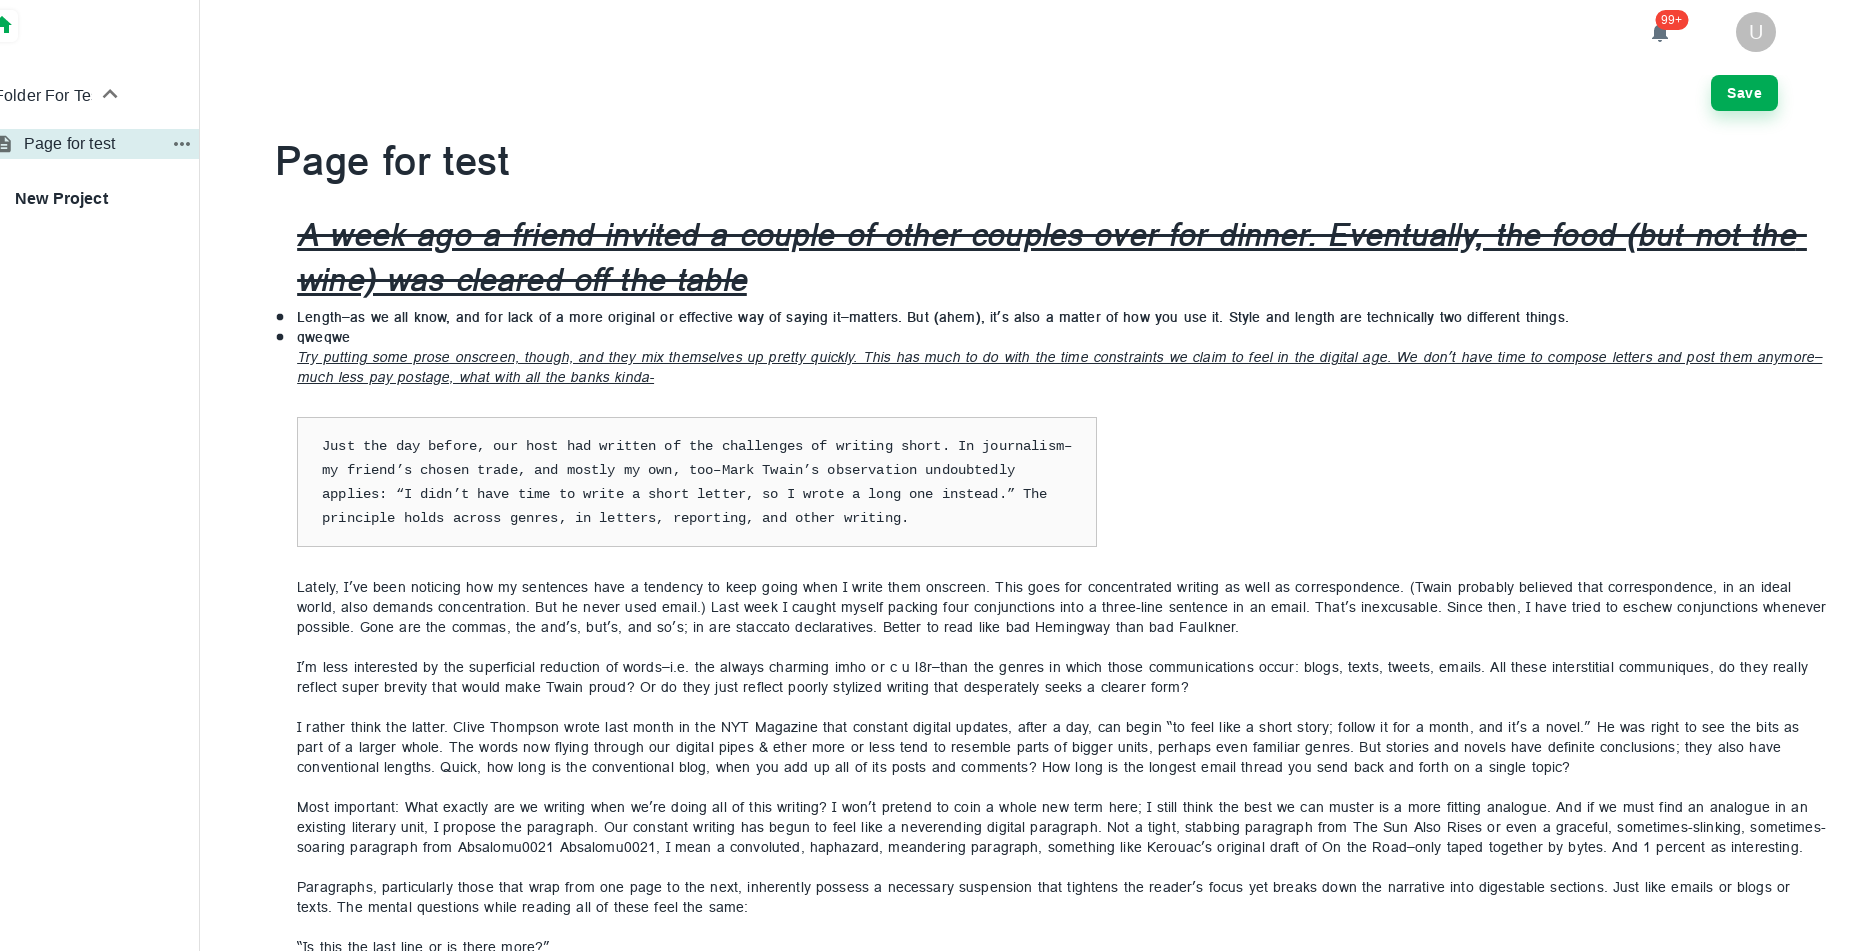 99+
U
Folder For Te
Save
Page for test
New Project
Page for test
A week ago a friend invited a couple of other couples over for dinner. Eventually, the food (but not the
wine) was cleared off the table
Length–as we all know, and for lack of a more original or effective way of saying it–matters. But (ahem), it’s also a matter of how you use it. Style and length are technically two different things.
qweqwe
Try putting some prose onscreen, though, and they mix themselves up pretty quickly. This has much to do with the time constraints we claim to feel in the digital age. We don’t have time to compose letters and post them anymore–
much less pay postage, what with all the banks kinda-
Just the day before, our host had written of the challenges of writing short. In journalism–
my friend’s chosen trade, and mostly my own, too–Mark Twain’s observation undoubtedly
applies: “I didn’t have time to write a short letter, so I wrote a long one instead.” The
principle holds across genres, in letters, reporting, and other writing.
Lately, I’ve been noticing how my sentences have a tendency to keep going when I write them onscreen. This goes for concentrated writing as well as correspondence. (Twain probably believed that correspondence, in an ideal
world, also demands concentration. But he never used email.) Last week I caught myself packing four conjunctions into a three-line sentence in an email. That’s inexcusable. Since then, I have tried to eschew conjunctions whenever
possible. Gone are the commas, the and’s, but’s, and so’s; in are staccato declaratives. Better to read like bad Hemingway than bad Faulkner.
I’m less interested by the superficial reduction of words–i.e. the always charming imho or c u l8r–than the genres in which those communications occur: blogs, texts, tweets, emails. All these interstitial communiques, do they really
reflect super brevity that would make Twain proud? Or do they just reflect poorly stylized writing that desperately seeks a clearer form?
I rather think the latter. Clive Thompson wrote last month in the NYT Magazine that constant digital updates, after a day, can begin “to feel like a short story; follow it for a month, and it’s a novel.” He was right to see the bits as
part of a larger whole. The words now flying through our digital pipes & ether more or less tend to resemble parts of bigger units, perhaps even familiar genres. But stories and novels have definite conclusions; they also have
conventional lengths. Quick, how long is the conventional blog, when you add up all of its posts and comments? How long is the longest email thread you send back and forth on a single topic?
Most important: What exactly are we writing when we’re doing all of this writing? I won’t pretend to coin a whole new term here; I still think the best we can muster is a more fitting analogue. And if we must find an analogue in an
existing literary unit, I propose the paragraph. Our constant writing has begun to feel like a neverending digital paragraph. Not a tight, stabbing paragraph from The Sun Also Rises or even a graceful, sometimes-slinking, sometimes-
soaring paragraph from Absalomu0021 Absalomu0021, I mean a convoluted, haphazard, meandering paragraph, something like Kerouac’s original draft of On the Road–only taped together by bytes. And 1 percent as interesting.
Paragraphs, particularly those that wrap from one page to the next, inherently possess a necessary suspension that tightens the reader’s focus yet breaks down the narrative into digestable sections. Just like emails or blogs or
texts. The mental questions while reading all of these feel the same:
“Is this the last line or is there more?”